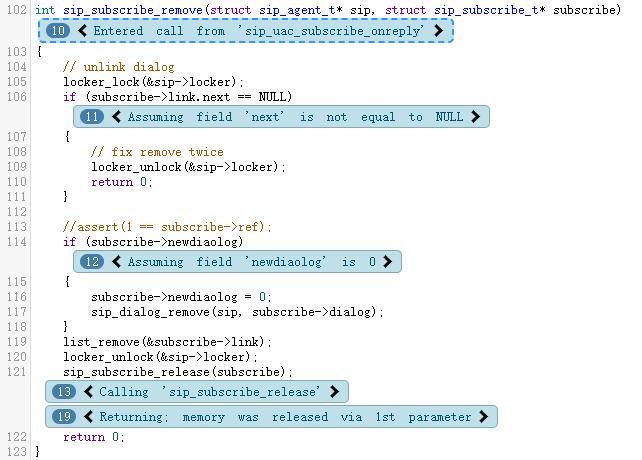 102 int sip_subscribe_remove(struct sip_agent_t* sip, struct sip_subscribe_t* subscribe)
10 Entered call from 'sip_uac_subscribe_onreply'
103 {
104 // unlink dialog
105 locker_lock(&sip->locker);
106 if (subscribe->link.next == NULL)
11 Assuming field 'next' is not equal to NULL
107 {
108 // fix remove twice
109 locker_unlock(&sip->locker);
110 return 0;
111 }
112
113 //assert(1 == subscribe->ref);
114 if (subscribe->newdiaolog)
12 Assuming field 'newdiaolog' is 0
115 {
116 subscribe->newdiaolog = 0;
117 sip_dialog_remove(sip, subscribe->dialog);
118 }
119 list_remove(&subscribe->link);
120 locker_unlock(&sip->locker);
121 sip_subscribe_release(subscribe);
13 Calling 'sip_subscribe_release'
19 Returning; memory was released via 1st parameter
122 return 0;
123 }